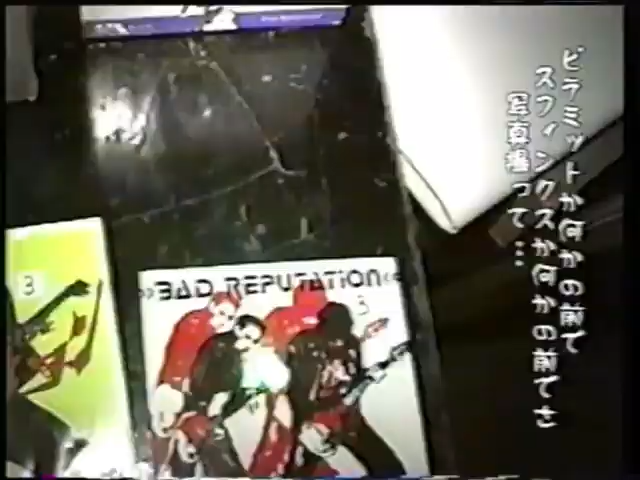 ピラミットか何かの前で
スフィンクスか何かの前でさ
写真撮って…
BAD REPUTATION
3
3